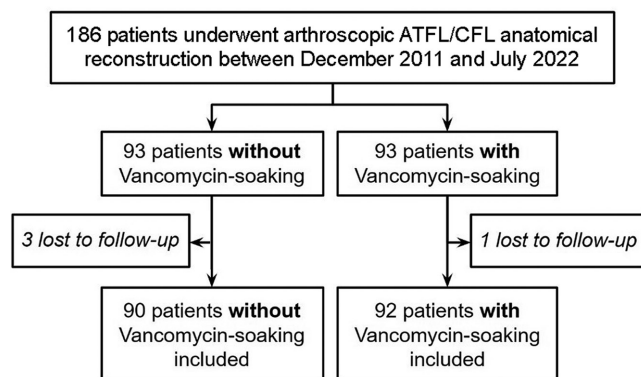 186 patients underwent arthroscopic ATFL/CFL anatomical
reconstruction between December 2011 and July 2022
93 patients without
Vancomycin-soaking
93 patients with
Vancomycin-soaking
3 lost to follow-up
1 lost to follow-up
90 patients without
Vancomycin-soaking
included
92 patients with
Vancomycin-soaking
included